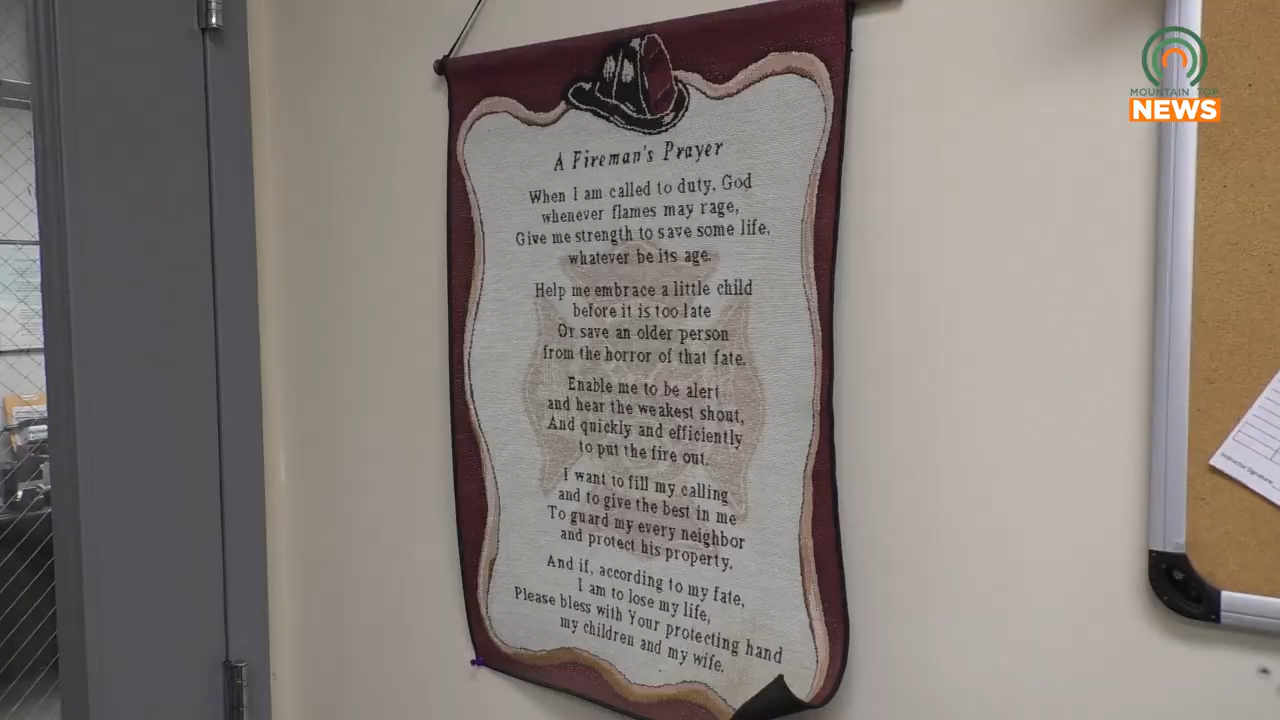 MOUNTAIN TOP
NEWS
A Fireman's Prayer
When I am called to duty, God
whenever flames may rage,
Give me strength to save some life,
whatever be its age.
Help me embrace a little child
before it is too late
Or save an older person
from the horror of that fate.
Enable me to be alert
and hear the weakest shout,
And quickly and efficiently
to put the fire out.
I want to fill my calling
and to give the best in me
To guard my every neighbor
and protect his property.
And if, according to my fate,
I am to lose my life,
Please bless with Your protecting hand
my children and my wife.
Instructor Signature